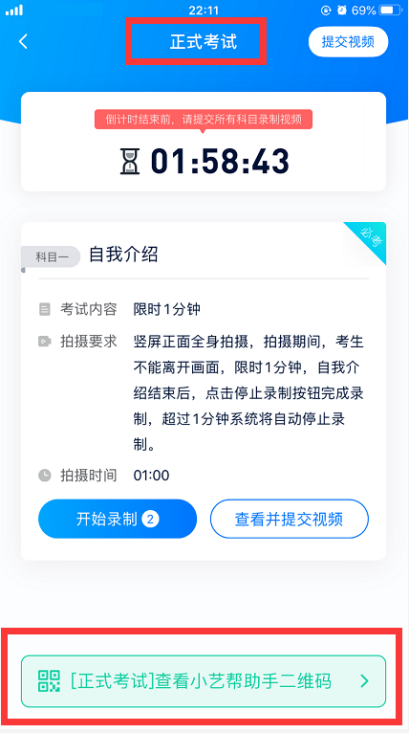 22:11
69%
正式考试
提交视频
倒计时结束前，请提交所有科目录制视频
01:58:43
必考
科目一 自我介绍
考试内容 限时1分钟
拍摄要求 竖屏正面全身拍摄，拍摄期间，考生
不能离开画面，限时1分钟，自我介
绍结束后，点击停止录制按钮完成录
制，超过1分钟系统将自动停止录
制。
拍摄时间 01:00
开始录制 2
查看并提交视频
[正式考试]查看小艺帮助手二维码